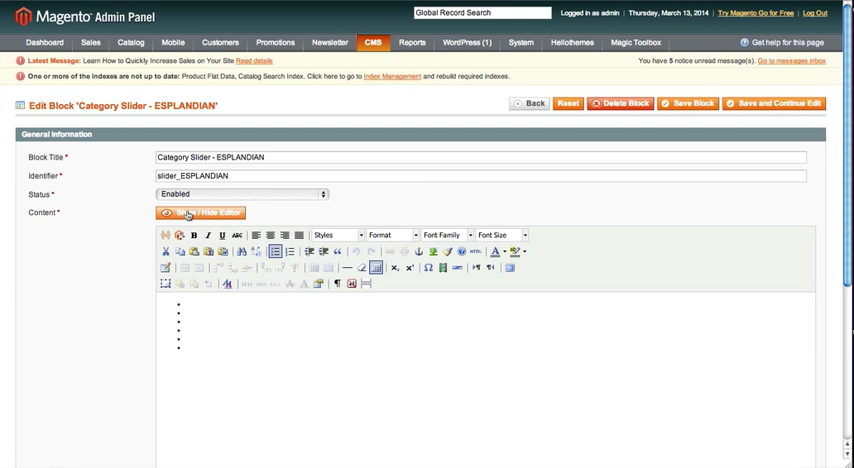 Magento Admin Panel
Global Record Search
Logged in as admin | Thursday, March 13, 2014 | Try Magento Go for Free | Log Out
Dashboard Sales Catalog Mobile Customers Promotions Newsletter CMS Reports WordPress (1) System Hellothemes Magic Toolbox Get help for this page
Latest Message: Learn How to Quickly Increase Sales on Your Site Read details You have 5 notice unread message(s). Go to messages inbox
One or more of the Indexes are not up to date: Product Flat Data, Catalog Search Index. Click here to go to Index Management and rebuild required indexes.
Edit Block 'Category Slider - ESPLANDIAN' Back Reset Delete Block Save Block Save and Continue Edit
General Information
Block Title * Category Slider - ESPLANDIAN
Identifier * slider_ESPLANDIAN
Status * Enabled
Content * / Hide Editor
B I U ABC Styles Format Font Family Font Size
HTML